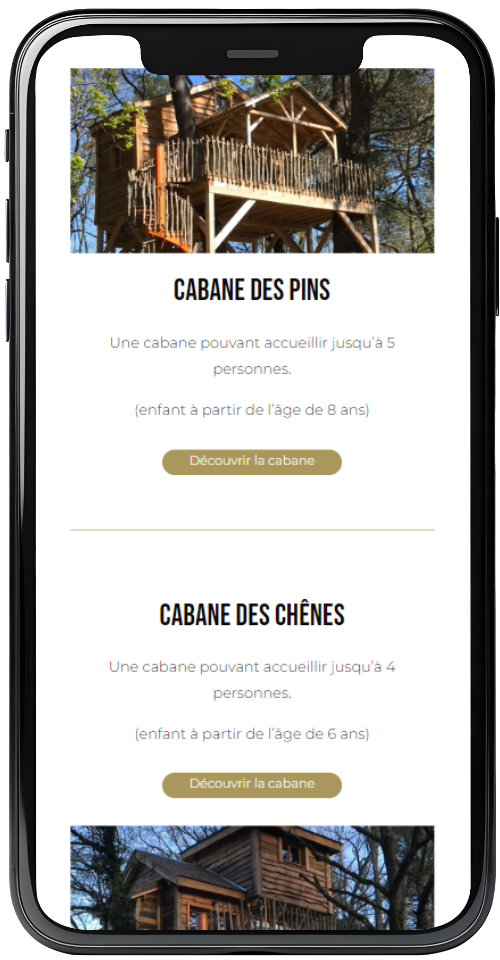 CABANE DES PINS
Une cabane pouvant accueillir jusqu'à 5
personnes.
(enfant à partir de l'âge de 8 ans)
Découvrir la cabane
CABANE DES CHÊNES
Une cabane pouvant accueillir jusqu'à 4
personnes.
(enfant à partir de l'âge de 6 ans)
Découvrir la cabane